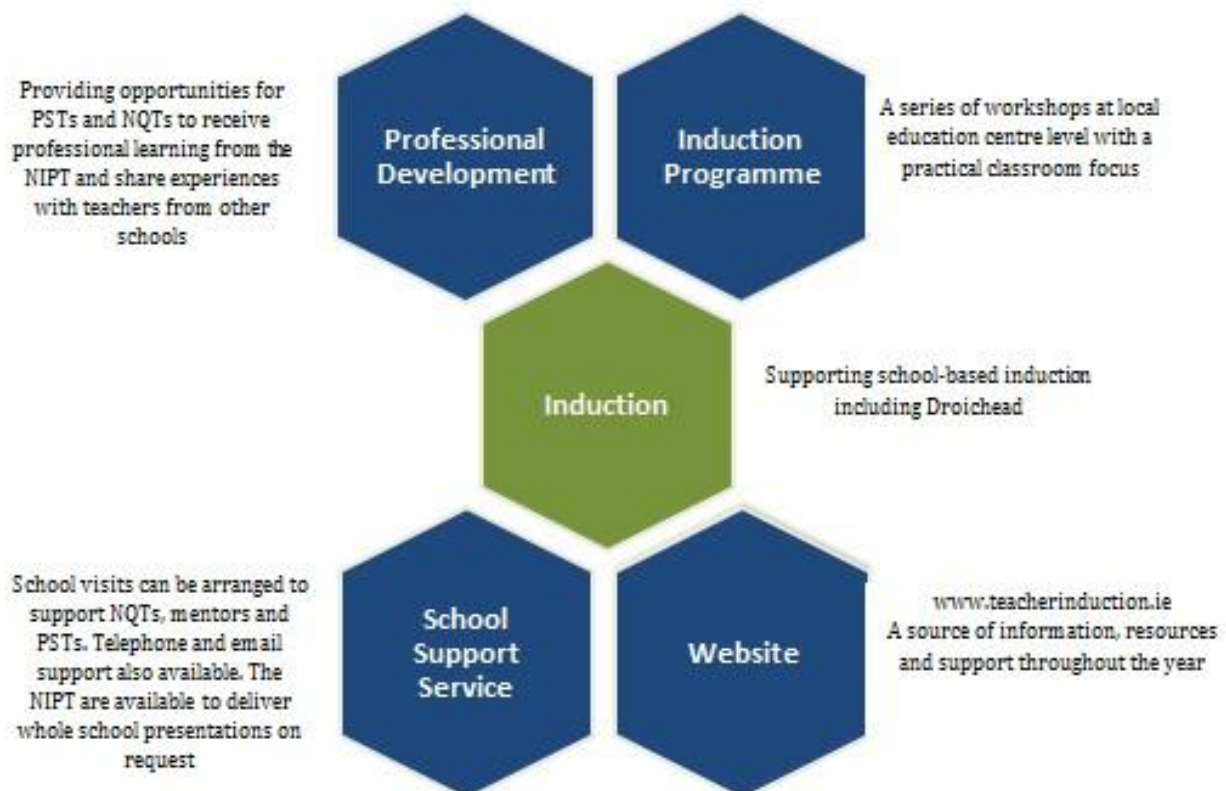 Providing opportunities for
PSTs and NQTs to receive
professional learning from the
NIPT and share experiences
with teachers from other
schools
Professional
Development
Induction
Programme
A series of workshops at local
education centre level with a
practical classroom focus
Induction
Supporting school-based induction
including Droichead
School visits can be arranged to
support NQTs, mentors and
PSTs. Telephone and email
support also available. The
NIPT are available to deliver
whole school presentations on
request
School
Support
Service
Website
www.teacherinduction.ie
A source of information, resources
and support throughout the year